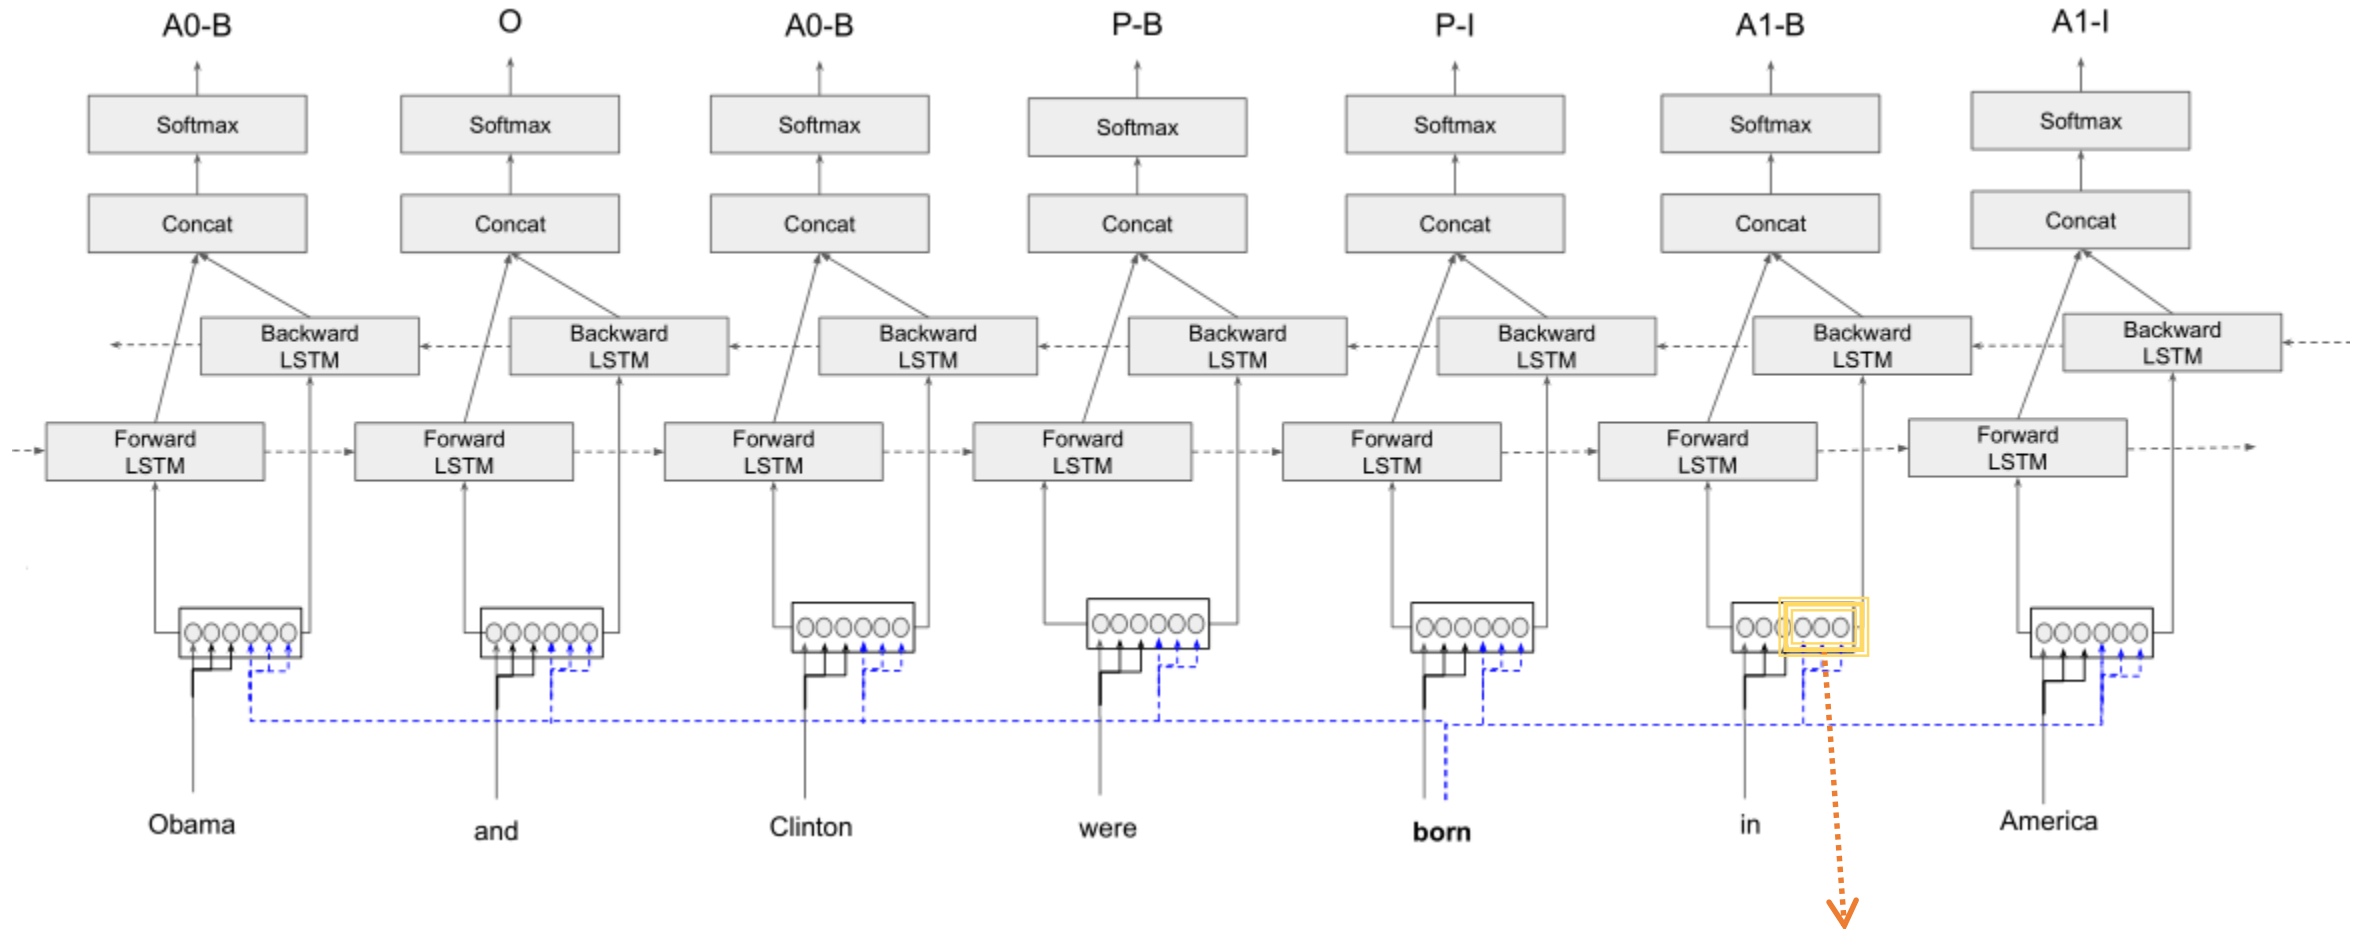 A0-B O A0-B P-B P-I A1-B A1-I
Softmax Softmax Softmax Softmax Softmax Softmax Softmax
Concat Concat Concat Concat Concat Concat Concat
Backward Backward Backward Backward Backward Backward Backward
LSTM LSTM LSTM LSTM LSTM LSTM LSTM
Forward Forward Forward Forward Forward Forward Forward
LSTM LSTM LSTM LSTM LSTM LSTM LSTM
Obama and Clinton were born in America